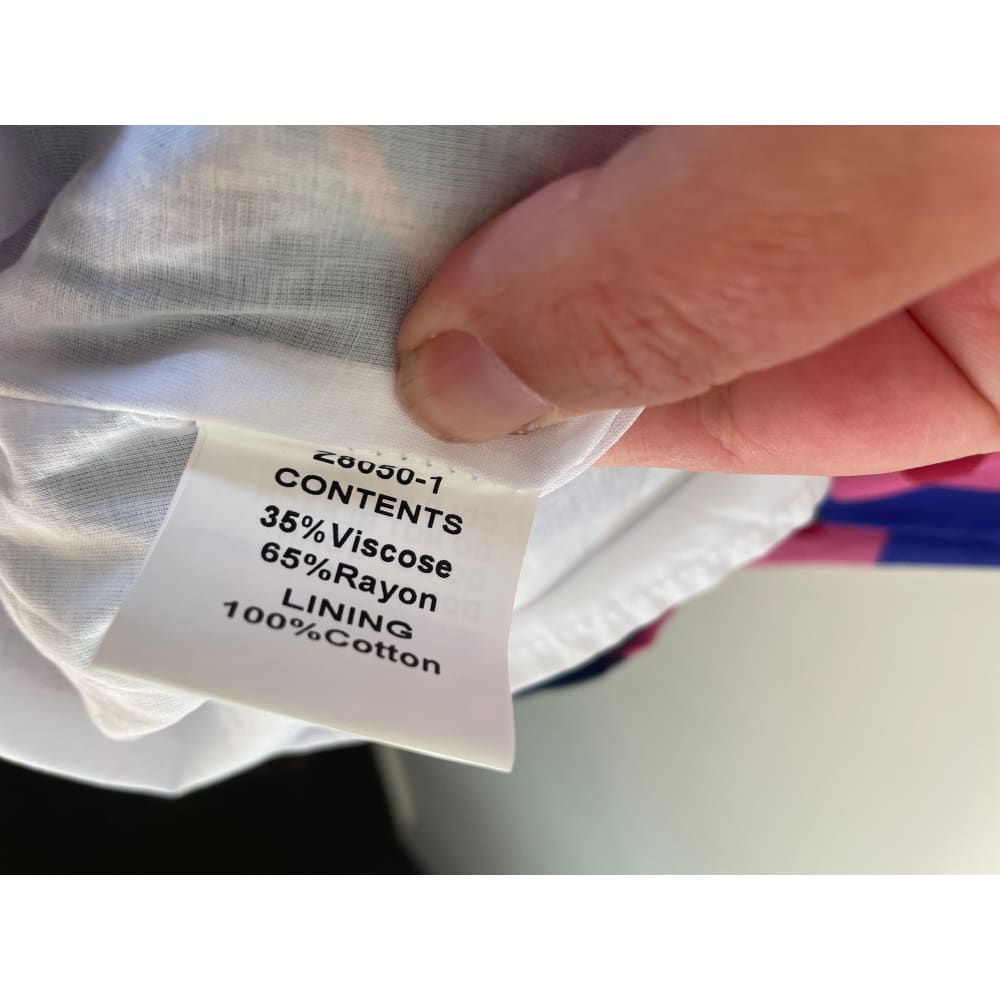 Z8050-1
CONTENTS
35%Viscose
65%Rayon
LINING
100%Cotton